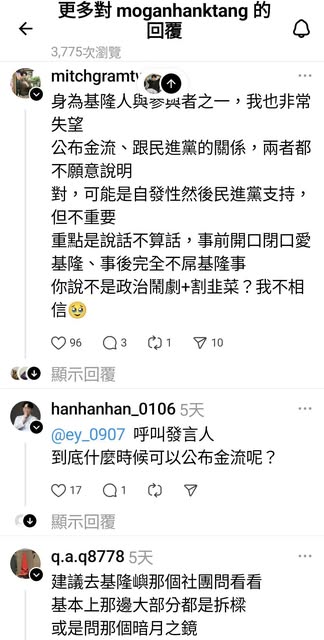 更多對 moganhanktang 的
回覆
3,775次瀏覽
mitchgramtv
身為基隆人與參與者之一，我也非常
失望
公布金流、跟民進黨的關係，兩者都
不願意說明
對，可能是自發性然後民進黨支持，
但不重要
重點是說話不算話，事前開口閉口愛
基隆、事後完全不屑基隆事
你說不是政治鬧劇+割韭菜？我不相
信🥹
96 3 1 10
顯示回覆
hanhanhan_0106 5天
@ey_0907 呼叫發言人
到底什麼時候可以公布金流呢？
17 1
顯示回覆
q.a.q8778 5天
建議去基隆嶼那個社團問看看
基本上那邊大部分都是拆樑
或是問那個暗月之鏡